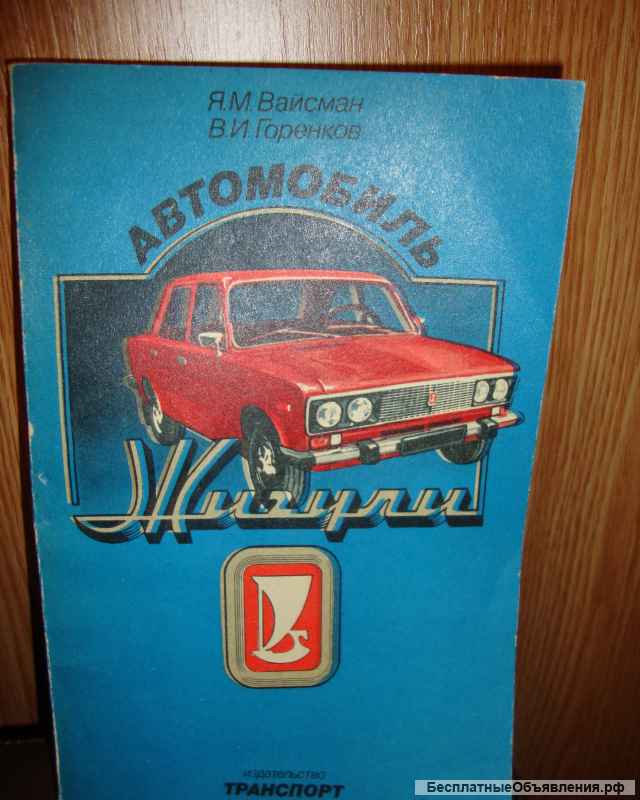 Я.М. Вайсман
В.И. Горенков
АВТОМОБИЛЬ
Жигули
издательство
ТРАНСПОРТ
БесплатныеОбъявления.рф